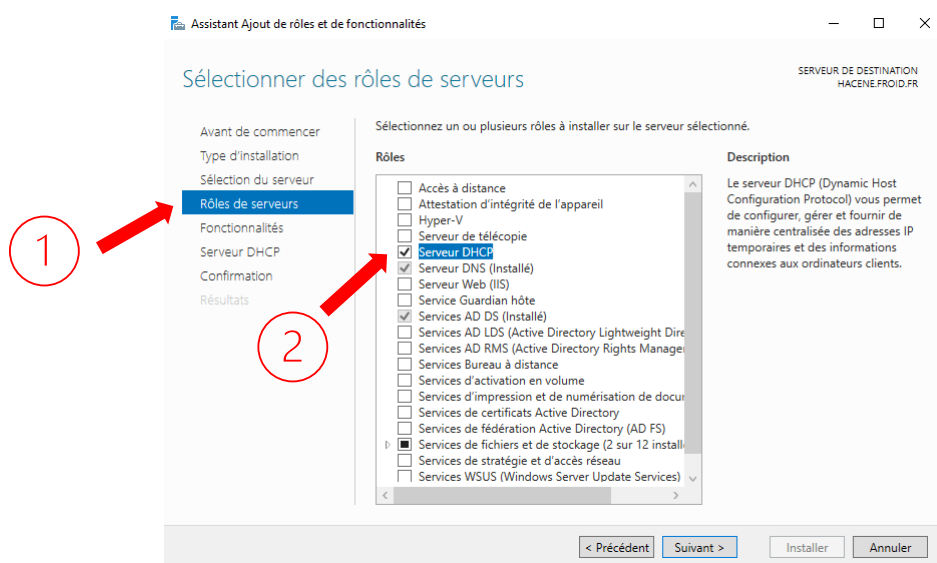 Assistant Ajout de rôles et de fonctionnalités
Sélectionner des rôles de serveurs
SERVEUR DE DESTINATION
HACENE.FROID.FR
Avant de commencer
Type d'installation
Sélection du serveur
Rôles de serveurs
Fonctionnalités
Serveur DHCP
Confirmation
Résultats
1
2
Sélectionnez un ou plusieurs rôles à installer sur le serveur sélectionné.
Rôles
Accès à distance
Attestation d'intégrité de l'appareil
Hyper-V
Serveur de télécopie
Serveur DHCP
Serveur DNS (Installé)
Serveur Web (IIS)
Service Guardian hôte
Services AD DS (Installé)
Services AD LDS (Active Directory Lightweight Dire
Services AD RMS (Active Directory Rights Manage
Services Bureau à distance
Services d'activation en volume
Services d'impression et de numérisation de docu
Services de certificats Active Directory
Services de fédération Active Directory (AD FS)
Services de fichiers et de stockage (2 sur 12 install
Services de stratégie et d'accès réseau
Services WSUS (Windows Server Update Services)
Description
Le serveur DHCP (Dynamic Host
Configuration Protocol) vous permet
de configurer, gérer et fournir de
manière centralisée des adresses IP
temporaires et des informations
connexes aux ordinateurs clients.
< Précédent
Suivant >
Installer
Annuler